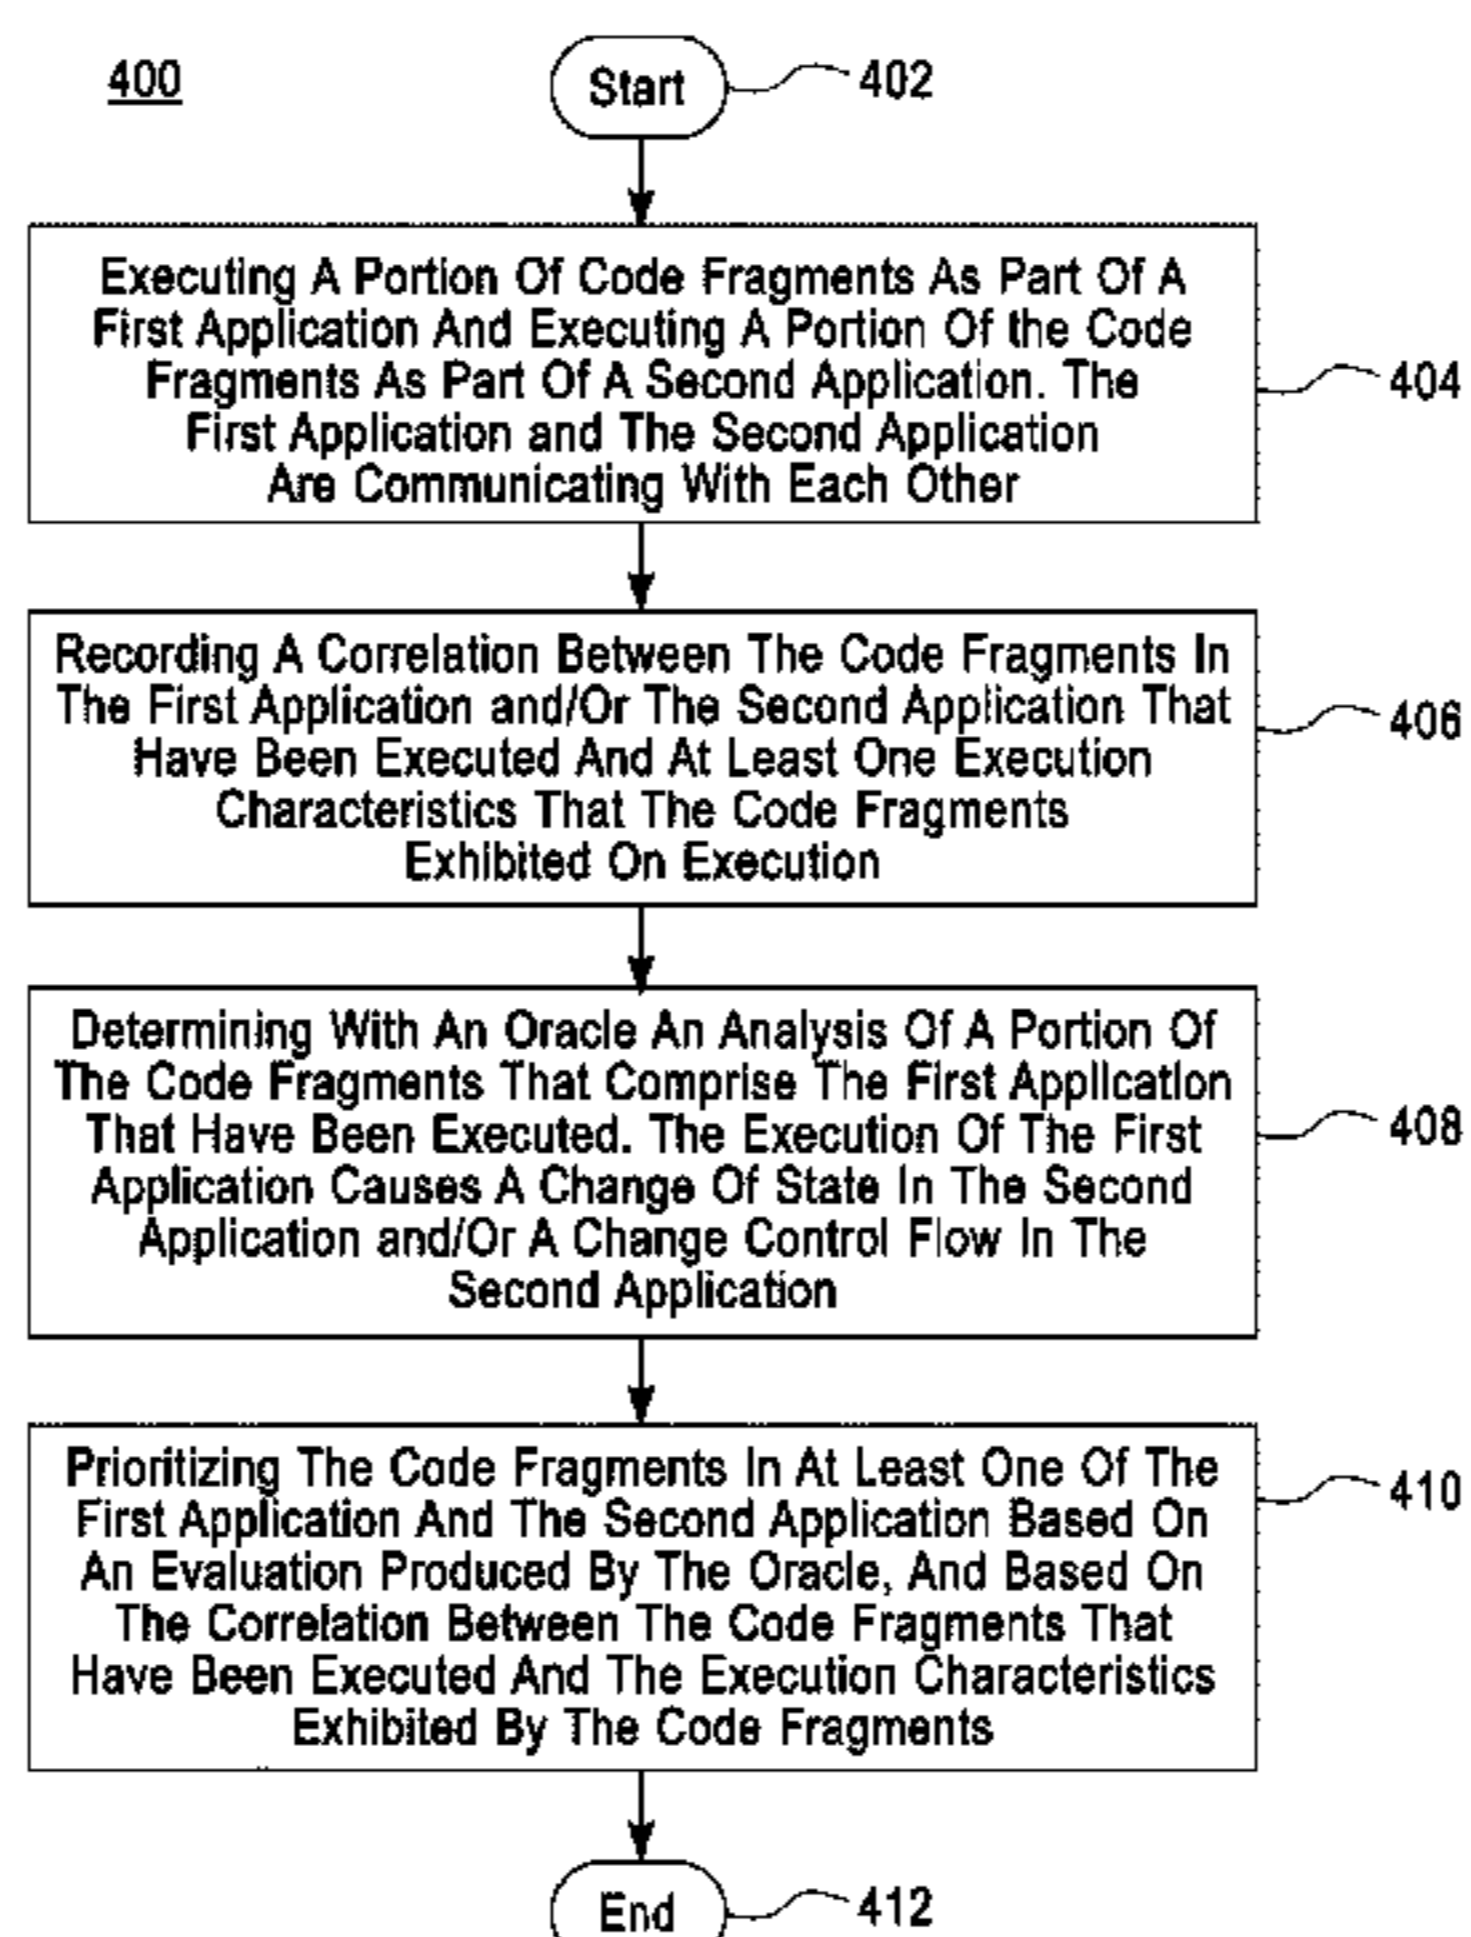 400
Start
402
Executing A Portion Of Code Fragments As Part Of A
First Application And Executing A Portion Of the Code
Fragments As Part Of A Second Application. The
First Application and The Second Application
Are Communicating With Each Other
404
Recording A Correlation Between The Code Fragments In
The First Application and/Or The Second Application That
Have Been Executed And At Least One Execution
Characteristics That The Code Fragments
Exhibited On Execution
406
Determining With An Oracle An Analysis Of A Portion Of
The Code Fragments That Comprise The First Application
That Have Been Executed. The Execution Of The First
Application Causes A Change Of State In The Second
Application and/Or A Change Control Flow In The
Second Application
408
Prioritizing The Code Fragments In At Least One Of The
First Application And The Second Application Based On
An Evaluation Produced By The Oracle, And Based On
The Correlation Between The Code Fragments That
Have Been Executed And The Execution Characteristics
Exhibited By The Code Fragments
410
End
412